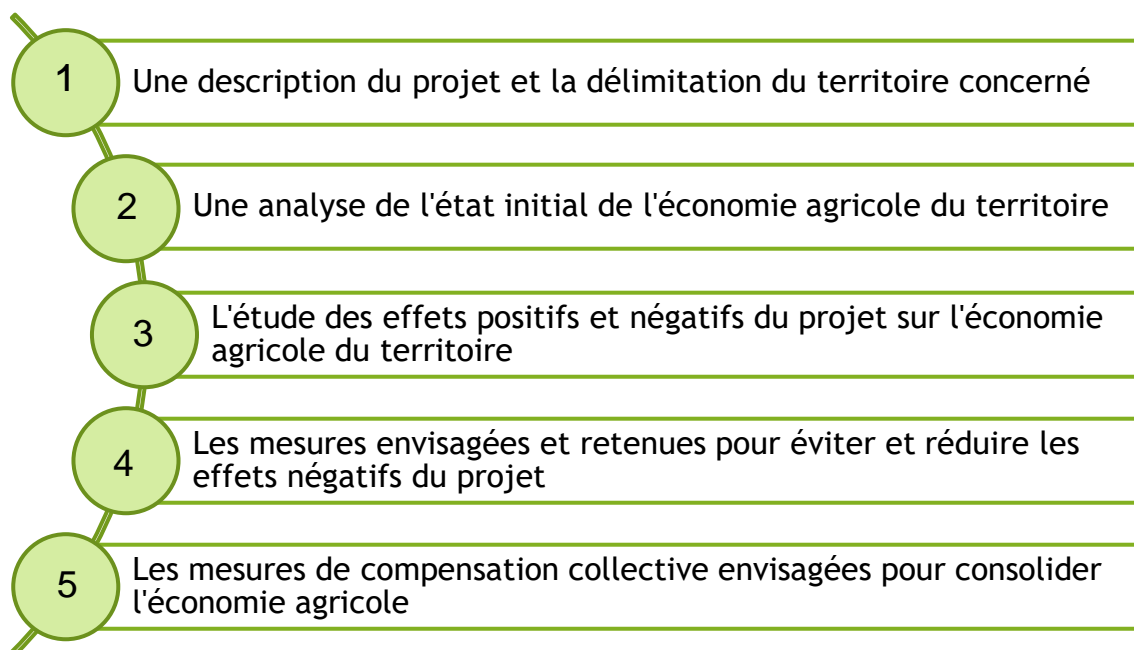 1
Une description du projet et la délimitation du territoire concerné
2
Une analyse de l'état initial de l'économie agricole du territoire
3
L'étude des effets positifs et négatifs du projet sur l'économie
agricole du territoire
4
Les mesures envisagées et retenues pour éviter et réduire les
effets négatifs du projet
5
Les mesures de compensation collective envisagées pour consolider
l'économie agricole